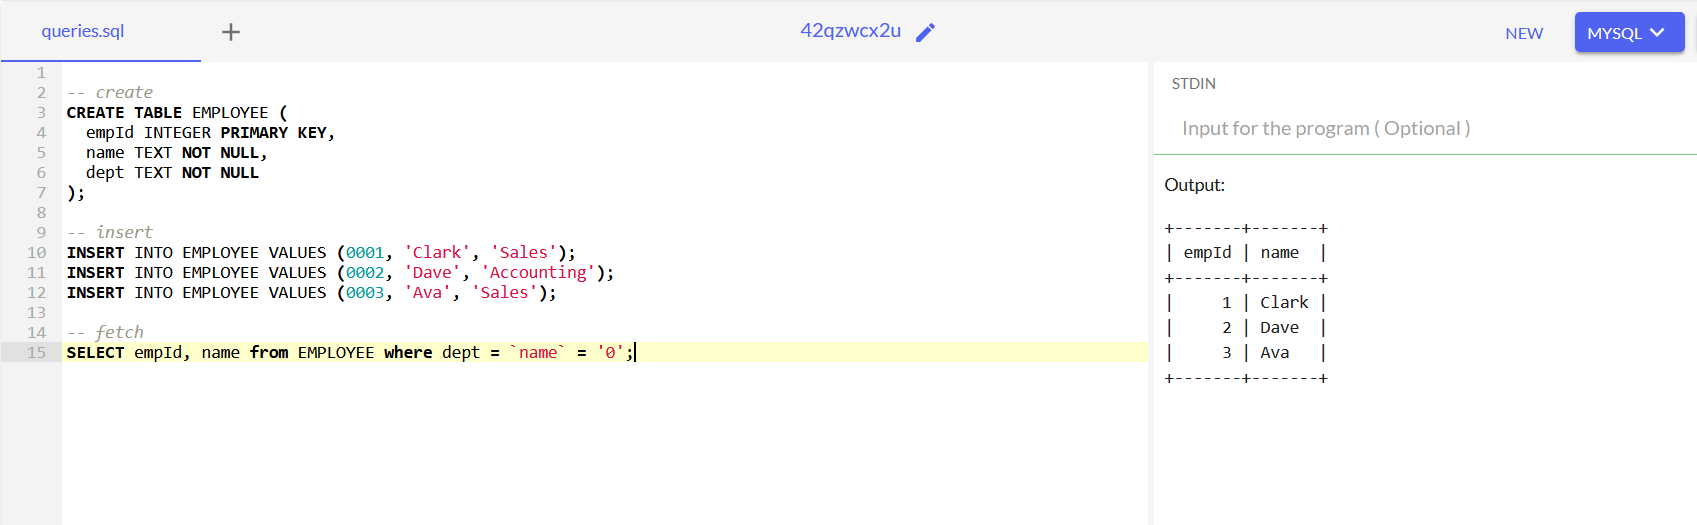 queries.sql +
42qzwcx2u
NEW
MYSQL
1
2 -- create
3 CREATE TABLE EMPLOYEE (
4   empId INTEGER PRIMARY KEY,
5   name TEXT NOT NULL,
6   dept TEXT NOT NULL
7 );
8
9 -- insert
10 INSERT INTO EMPLOYEE VALUES (0001, 'Clark', 'Sales');
11 INSERT INTO EMPLOYEE VALUES (0002, 'Dave', 'Accounting');
12 INSERT INTO EMPLOYEE VALUES (0003, 'Ava', 'Sales');
13
14 -- fetch
15 SELECT empId, name from EMPLOYEE where dept = `name` = '0';
STDIN
Input for the program ( Optional )
Output:
+-------+-------+
| empId | name  |
+-------+-------+
|     1 | Clark |
|     2 | Dave  |
|     3 | Ava   |
+-------+-------+